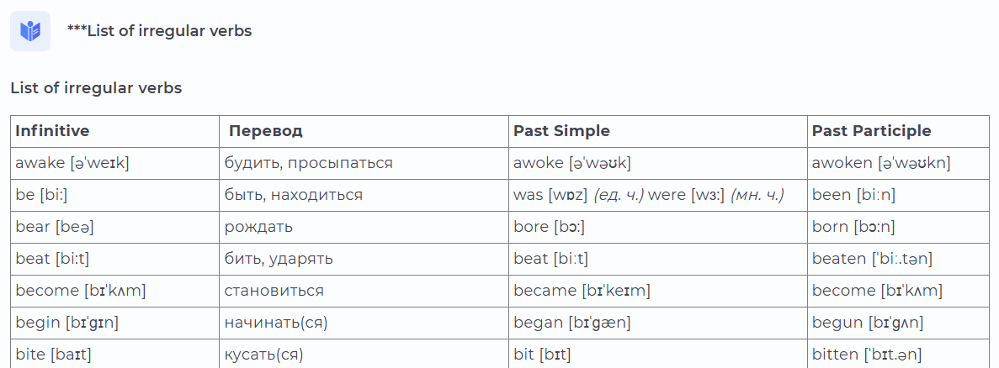 ***List of irregular verbs
List of irregular verbs
Infinitive Перевод Past Simple Past Participle
awake [əˈweɪk] будить, просыпаться awoke [əˈwəʊk] awoken [əˈwəʊkn]
be [bi:] быть, находиться was [wɒz] (ед. ч.) were [wɜ:] (мн. ч.) been [biːn]
bear [beə] рождать bore [bɔ:] born [bɔ:n]
beat [bi:t] бить, ударять beat [biːt] beaten [ˈbiː.tən]
become [bɪˈkʌm] становиться became [bɪˈkeɪm] become [bɪˈkʌm]
begin [bɪˈɡɪn] начинать(ся) began [bɪˈɡæn] begun [bɪˈɡʌn]
bite [baɪt] кусать(ся) bit [bɪt] bitten [ˈbɪt.ən]